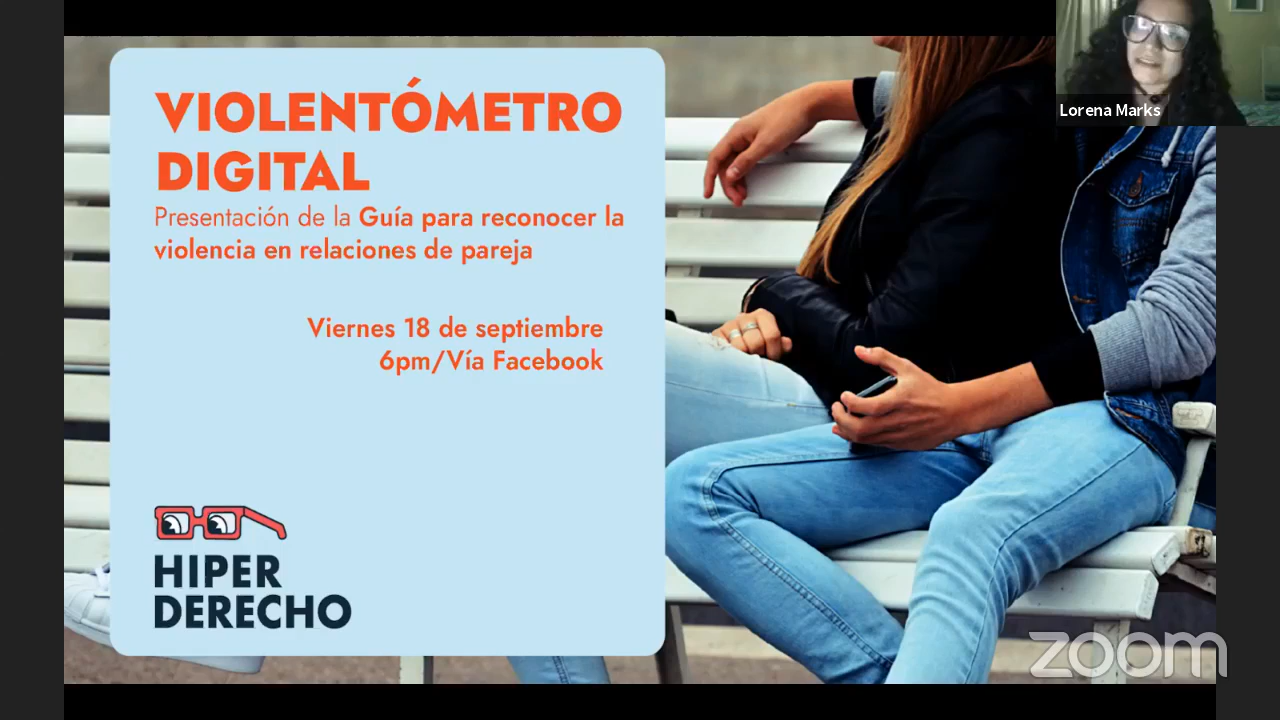 VIOLENTÓMETRO
DIGITAL
Presentación de la Guía para reconocer la
violencia en relaciones de pareja
Viernes 18 de septiembre
6pm/Vía Facebook
HIPER
DERECHO
Lorena Marks
zoom